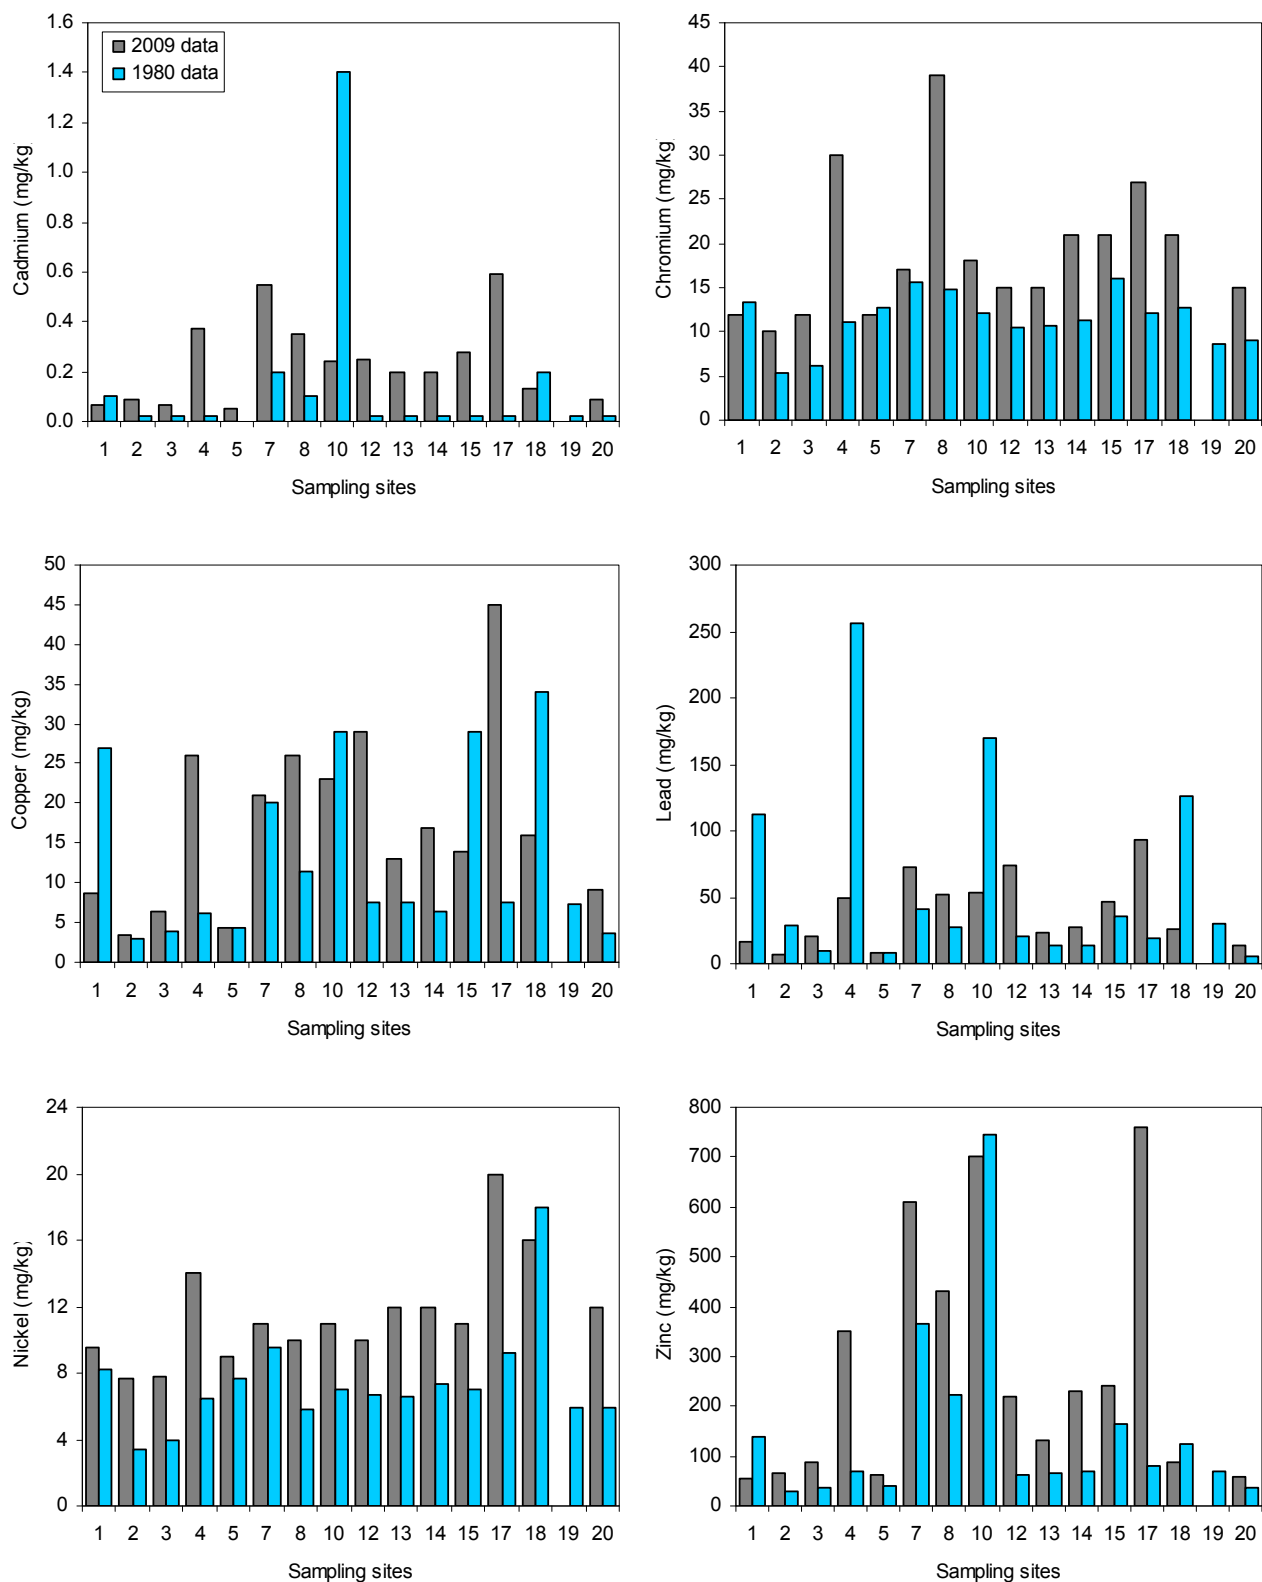 1.6
1.4
1.2
1.0
0.8
0.6
0.4
0.2
0.0
Cadmium (mg/kg)
2009 data
1980 data
1 2 3 4 5 7 8 10 12 13 14 15 17 18 19 20
Sampling sites
45
40
35
30
25
20
15
10
5
0
Chromium (mg/kg)
1 2 3 4 5 7 8 10 12 13 14 15 17 18 19 20
Sampling sites
50
45
40
35
30
25
20
15
10
5
0
Copper (mg/kg)
1 2 3 4 5 7 8 10 12 13 14 15 17 18 19 20
Sampling sites
300
250
200
150
100
50
0
Lead (mg/kg)
1 2 3 4 5 7 8 10 12 13 14 15 17 18 19 20
Sampling sites
24
20
16
12
8
4
0
Nickel (mg/kg)
1 2 3 4 5 7 8 10 12 13 14 15 17 18 19 20
Sampling sites
800
700
600
500
400
300
200
100
0
Zinc (mg/kg)
1 2 3 4 5 7 8 10 12 13 14 15 17 18 19 20
Sampling sites